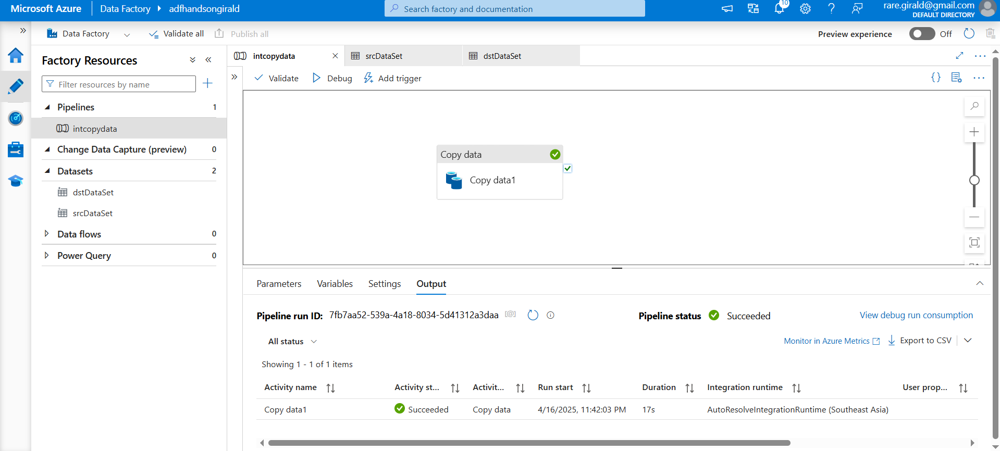 Microsoft Azure Data Factory adfhandsongirald Search factory and documentation 10 rare.girald@gmail.com
DEFAULT DIRECTORY
Data Factory Validate all Publish all Preview experience Off
Factory Resources
Filter resources by name
Pipelines 1
intcopydata
Change Data Capture (preview) 0
Datasets 2
dstDataSet
srcDataSet
Data flows 0
Power Query 0
intcopydata srcDataSet dstDataSet
Validate Debug Add trigger
Copy data
Copy data1
Parameters Variables Settings Output
Pipeline run ID: 7fb7aa52-539a-4a18-8034-5d41312a3daa Pipeline status Succeeded View debug run consumption
All status Monitor in Azure Metrics Export to CSV
Showing 1 - 1 of 1 items
Activity name Activity st... Activit... Run start Duration Integration runtime User prop...
Copy data1 Succeeded Copy data 4/16/2025, 11:42:03 PM 17s AutoResolveIntegrationRuntime (Southeast Asia)